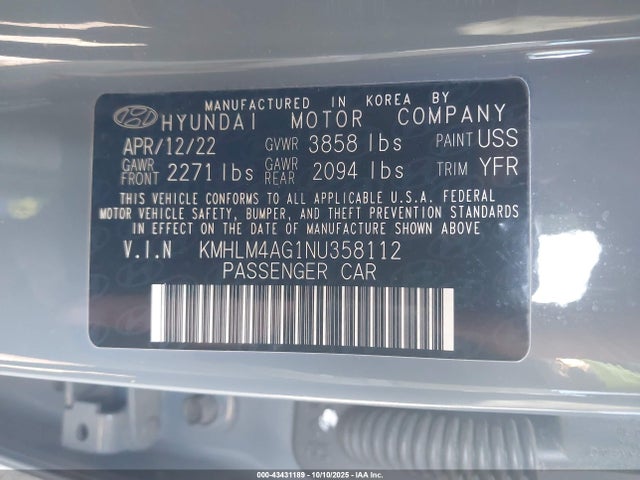 MANUFACTURED IN KOREA BY
HYUNDAI MOTOR COMPANY
APR/12/22 GVWR 3858 lbs PAINT USS
GAWR FRONT 2271 lbs GAWR REAR 2094 lbs TRIM YFR
THIS VEHICLE CONFORMS TO ALL APPLICABLE U.S.A. FEDERAL
MOTOR VEHICLE SAFETY, BUMPER, AND THEFT PREVENTION STANDARDS
IN EFFECT ON THE DATE OF MANUFACTURE SHOWN ABOVE.
V.I.N KMHLM4AG1NU358112
PASSENGER CAR
000-43431189 - 10/10/2025 - IAA Inc.